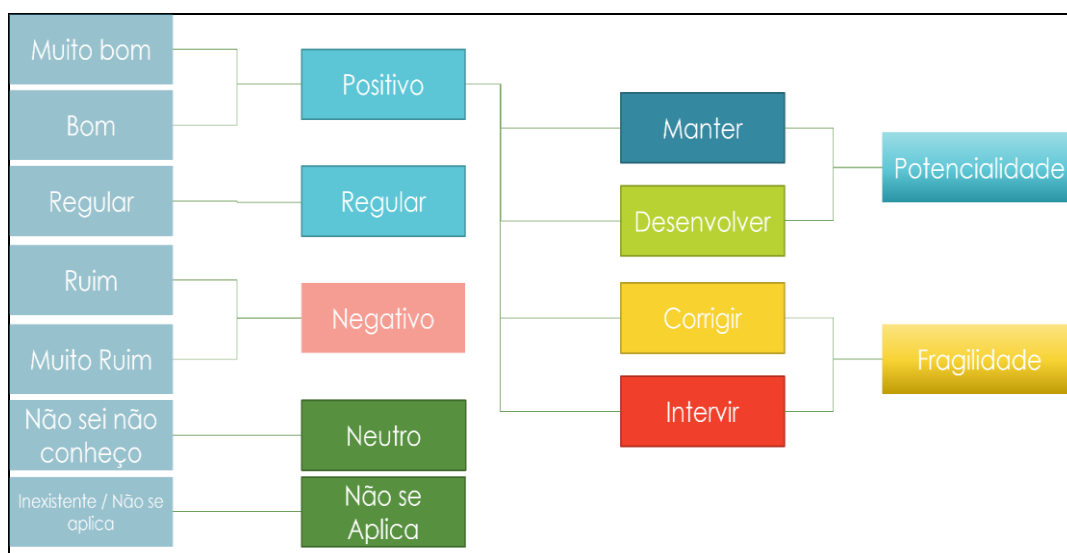 Muito bom
Bom
Regular
Ruim
Muito Ruim
Não sei não
conheço
Inexistente / Não se
aplica
Positivo
Regular
Negativo
Neutro
Não se
Aplica
Manter
Desenvolver
Corrigir
Intervir
Potencialidade
Fragilidade